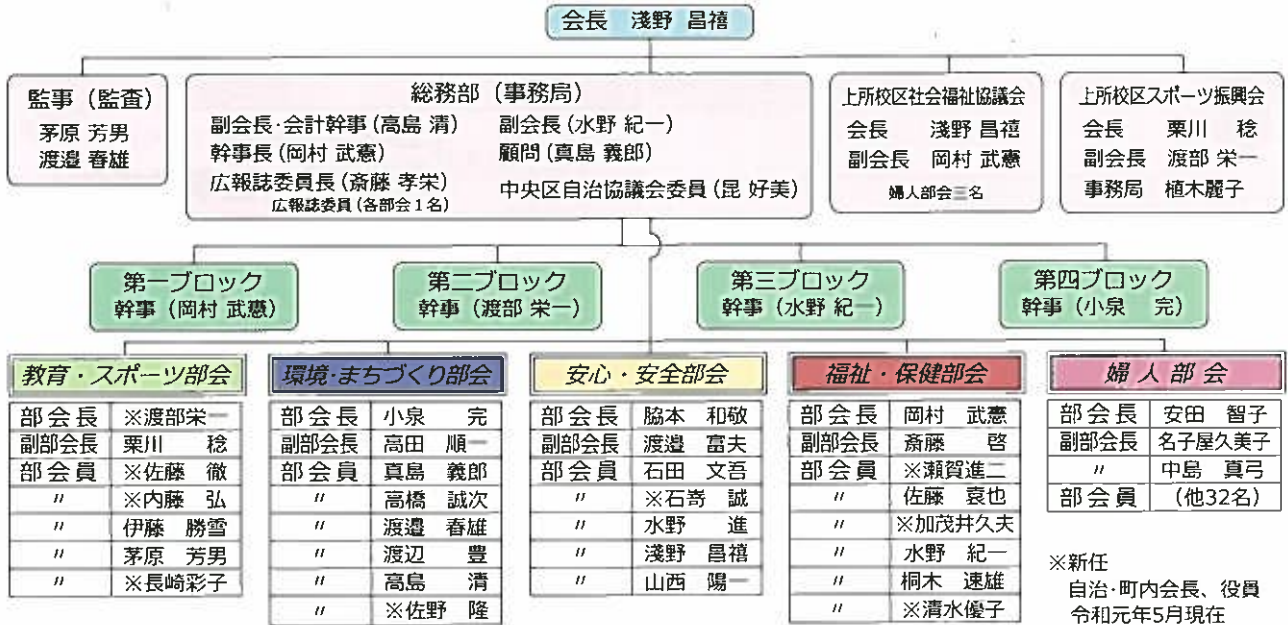 会長 淺野 昌禧
監事（監査）
茅原 芳男
渡邉 春雄
総務部（事務局）
副会長・会計幹事(高島 清)
副会長(水野 紀一)
幹事長(岡村 武憲)
顧問(真島 義郎)
広報誌委員長(斎藤 孝栄)
広報誌委員(各部会1名)
中央区自治協議会委員(昆 好美)
上所校区社会福祉協議会
会長 淺野 昌禧
副会長 岡村 武憲
婦人部会三名
上所校区スポーツ振興会
会長 栗川 稔
副会長 渡部 栄一
事務局 植木麗子
第一ブロック
幹事（岡村 武憲）
第二ブロック
幹事（渡部 栄一）
第三ブロック
幹事（水野 紀一）
第四ブロック
幹事（小泉 完）
教育・スポーツ部会
部会長 ※渡部栄一
副部会長 栗川 稔
部会員 ※佐藤 徹
〃 ※内藤 弘
〃 伊藤 勝雪
〃 茅原 芳男
〃 ※長崎彩子
環境・まちづくり部会
部会長 小泉 完
副部会長 高田 順一
部会員 真島 義郎
〃 高橋 誠次
〃 渡邉 春雄
〃 渡辺 豊
〃 高島 清
〃 ※佐野 隆
安心・安全部会
部会長 脇本 和敬
副部会長 渡邉 富夫
部会員 石田 文吾
〃 ※石嵜 誠
〃 水野 進
〃 淺野 昌禧
〃 山西 陽一
福祉・保健部会
部会長 岡村 武憲
副部会長 斎藤 啓
部会員 ※瀬賀進二
〃 佐藤 袁也
〃 ※加茂井久夫
〃 水野 紀一
〃 桐木 速雄
〃 ※清水優子
婦人部会
部会長 安田 智子
副部会長 名子屋久美子
〃 中島 真弓
部会員 (他32名)
※新任
自治・町内会長、役員
令和元年5月現在